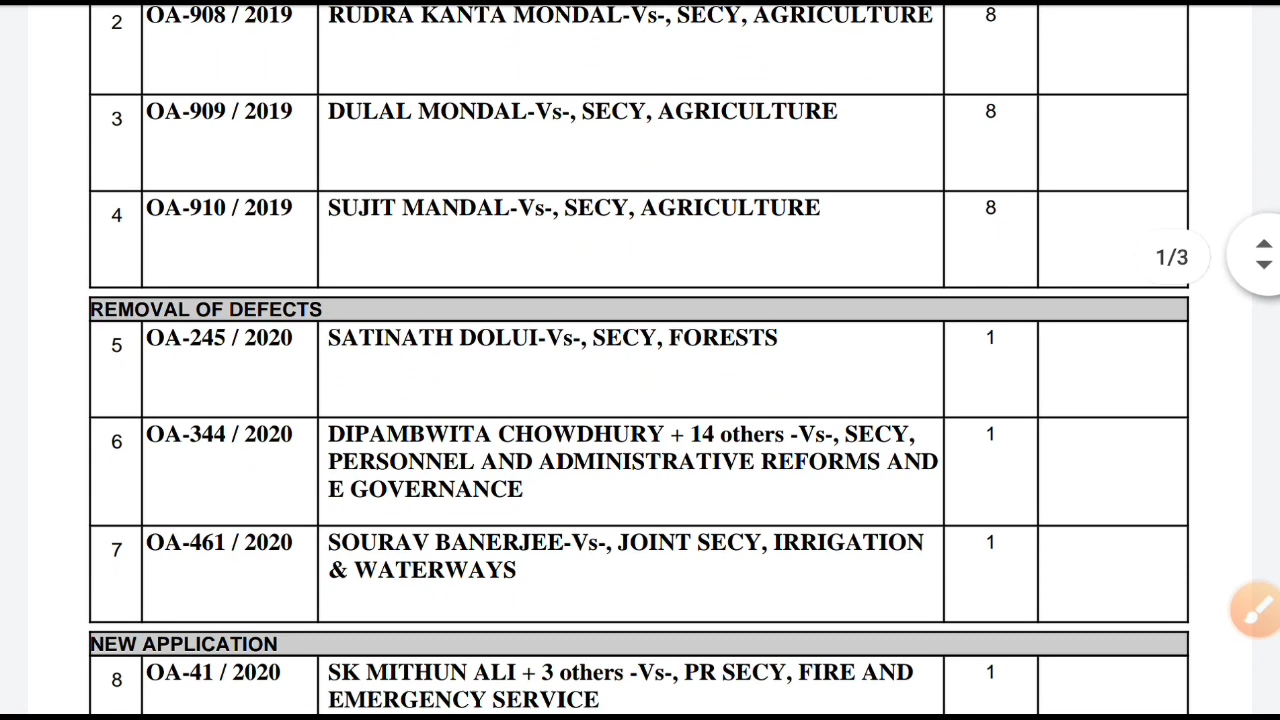 2 OA-908 / 2019 RUDRA KANTA MONDAL-Vs-, SECY, AGRICULTURE 8
3 OA-909 / 2019 DULAL MONDAL-Vs-, SECY, AGRICULTURE 8
4 OA-910 / 2019 SUJIT MANDAL-Vs-, SECY, AGRICULTURE 8
1/3
REMOVAL OF DEFECTS
5 OA-245 / 2020 SATINATH DOLUI-Vs-, SECY, FORESTS 1
6 OA-344 / 2020 DIPAMBWITA CHOWDHURY + 14 others -Vs-, SECY, 1
PERSONNEL AND ADMINISTRATIVE REFORMS AND
E GOVERNANCE
7 OA-461 / 2020 SOURAV BANERJEE-Vs-, JOINT SECY, IRRIGATION 1
& WATERWAYS
NEW APPLICATION
8 OA-41 / 2020 SK MITHUN ALI + 3 others -Vs-, PR SECY, FIRE AND 1
EMERGENCY SERVICE